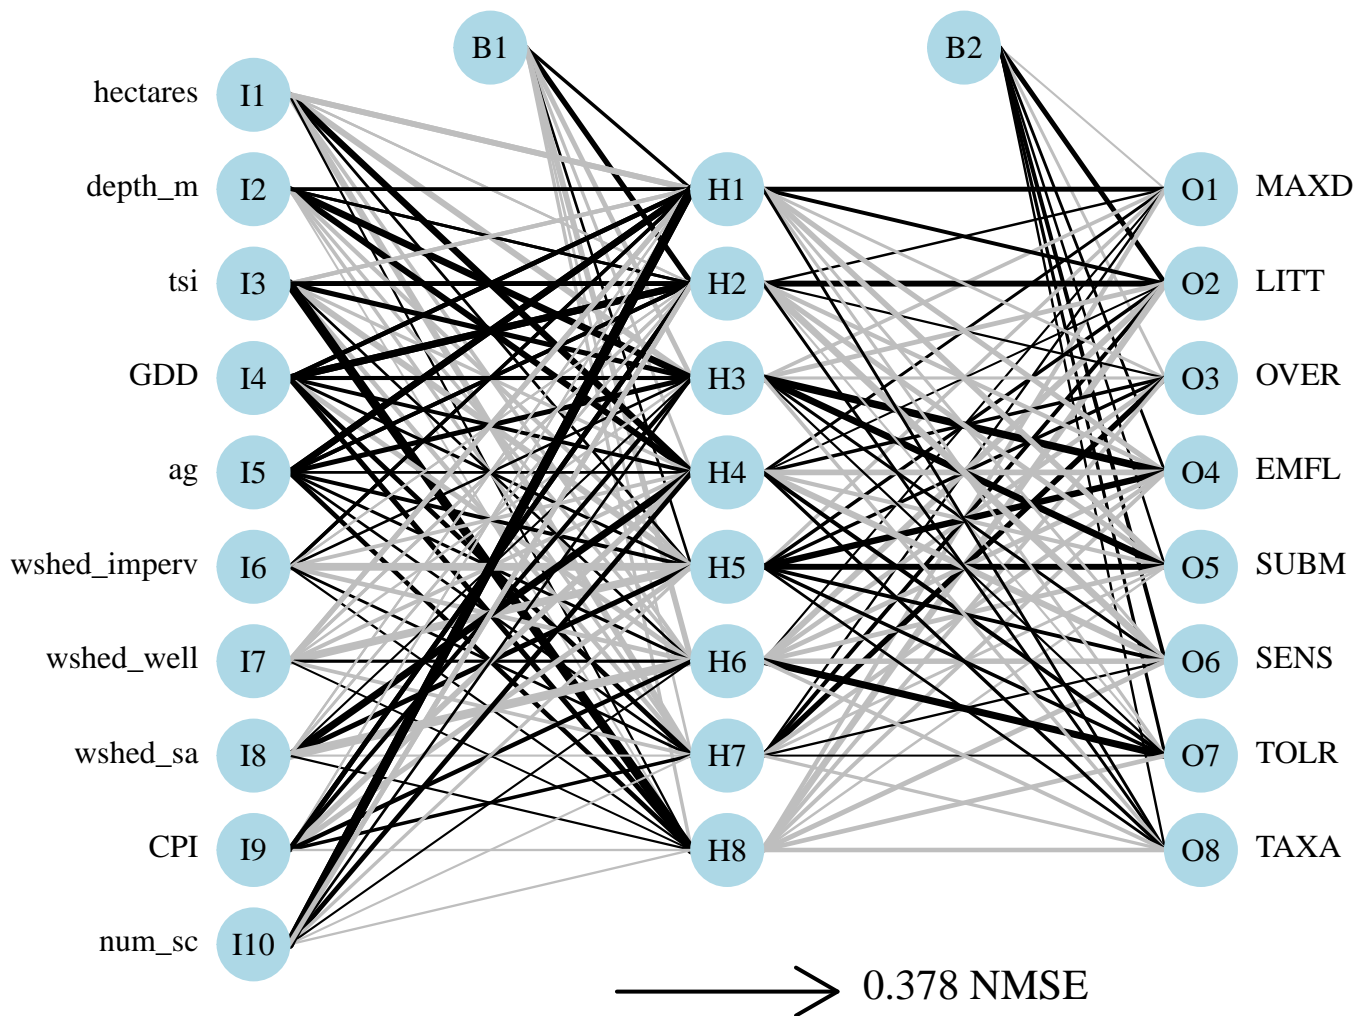 B1
B2
hectares I1
depth_m I2 H1 O1 MAXD
tsi I3 H2 O2 LITT
GDD I4 H3 O3 OVER
ag I5 H4 O4 EMFL
wshed_imperv I6 H5 O5 SUBM
wshed_well I7 H6 O6 SENS
wshed_sa I8 H7 O7 TOLR
CPI I9 H8 O8 TAXA
num_sc I10
0.378 NMSE